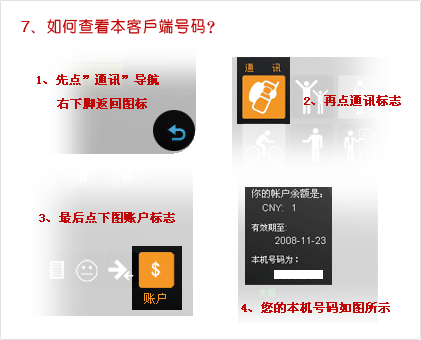 7、如何查看本客戶端号码?
1、先点”通讯”导航
右下脚返回图标
通 讯
2、再点通讯标志
3、最后点下图账户标志
$
账户
你的帐户余额是:
CNY: 1
有效期至:
2008-11-23
本机号码为:
4、您的本机号码如图所示